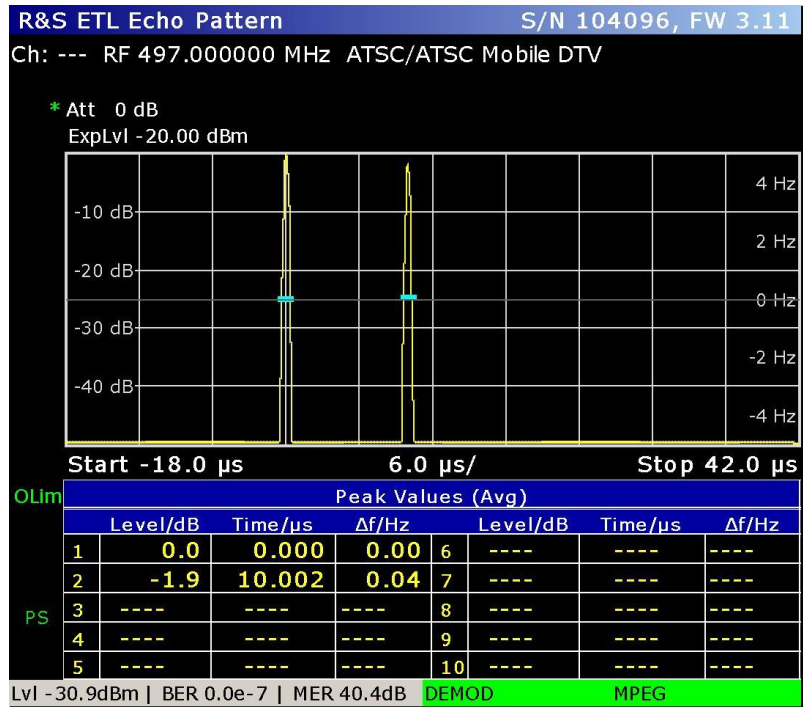 R&S ETL Echo Pattern S/N 104096, FW 3.11
Ch: --- RF 497.000000 MHz ATSC/ATSC Mobile DTV
* Att 0 dB
ExpLvl -20.00 dBm
4 Hz
-10 dB
2 Hz
-20 dB
0 Hz
-30 dB
-2 Hz
-40 dB
-4 Hz
Start -18.0 µs 6.0 µs/ Stop 42.0 µs
OLim Peak Values (Avg)
Level/dB Time/µs Δf/Hz Level/dB Time/µs Δf/Hz
1 0.0 0.000 0.00 6 ---- ---- ----
2 -1.9 10.002 0.04 7 ---- ---- ----
PS 3 ---- ---- ---- 8 ---- ---- ----
4 ---- ---- ---- 9 ---- ---- ----
5 ---- ---- ---- 10 ---- ---- ----
Lvl -30.9dBm | BER 0.0e-7 | MER 40.4dB DEMOD MPEG